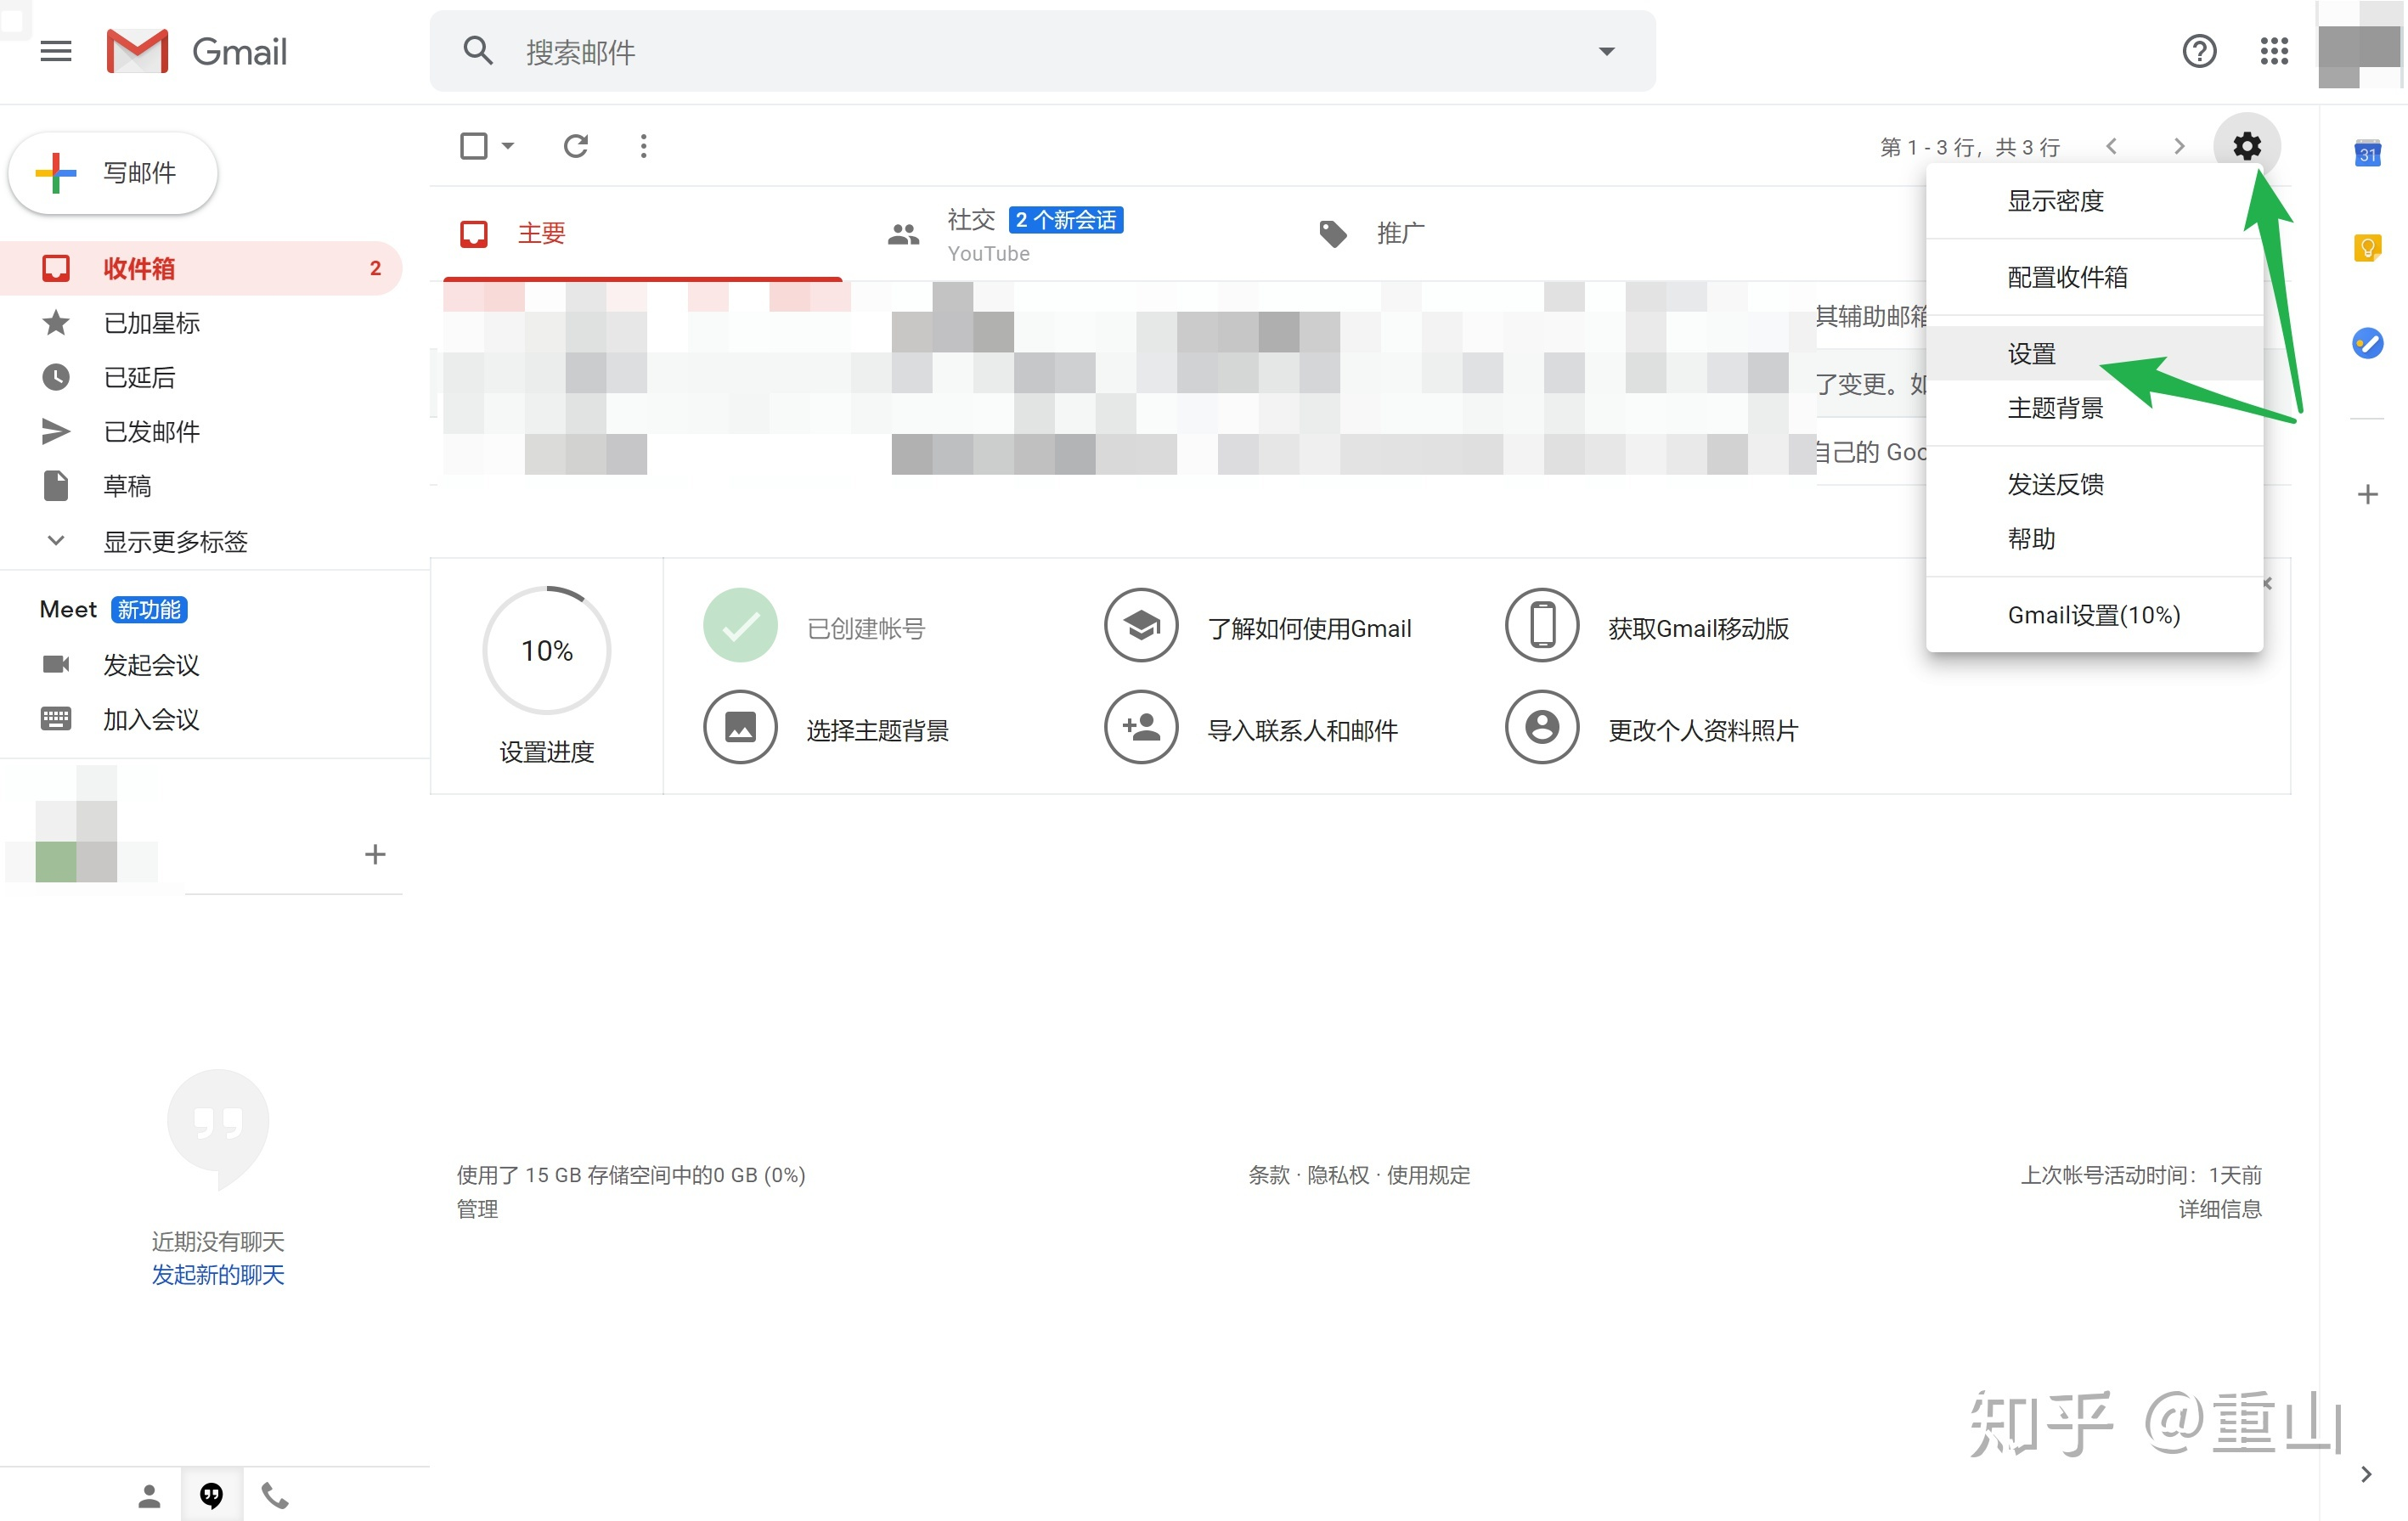 Gmail
搜索邮件
写邮件
第 1 - 3 行，共 3 行
31
主要
社交 2 个新会话
YouTube
推广
收件箱 2
已加星标
已延后
已发邮件
草稿
显示更多标签
其辅助邮箱
了变更。如
自己的 Goo
显示密度
配置收件箱
设置
主题背景
发送反馈
帮助
Gmail设置(10%)
Meet 新功能
发起会议
加入会议
10%
设置进度
已创建帐号
了解如何使用Gmail
获取Gmail移动版
选择主题背景
导入联系人和邮件
更改个人资料照片
使用了 15 GB 存储空间中的0 GB (0%)
管理
条款 · 隐私权 · 使用规定
上次帐号活动时间：1天前
详细信息
近期没有聊天
发起新的聊天
知乎 @重山